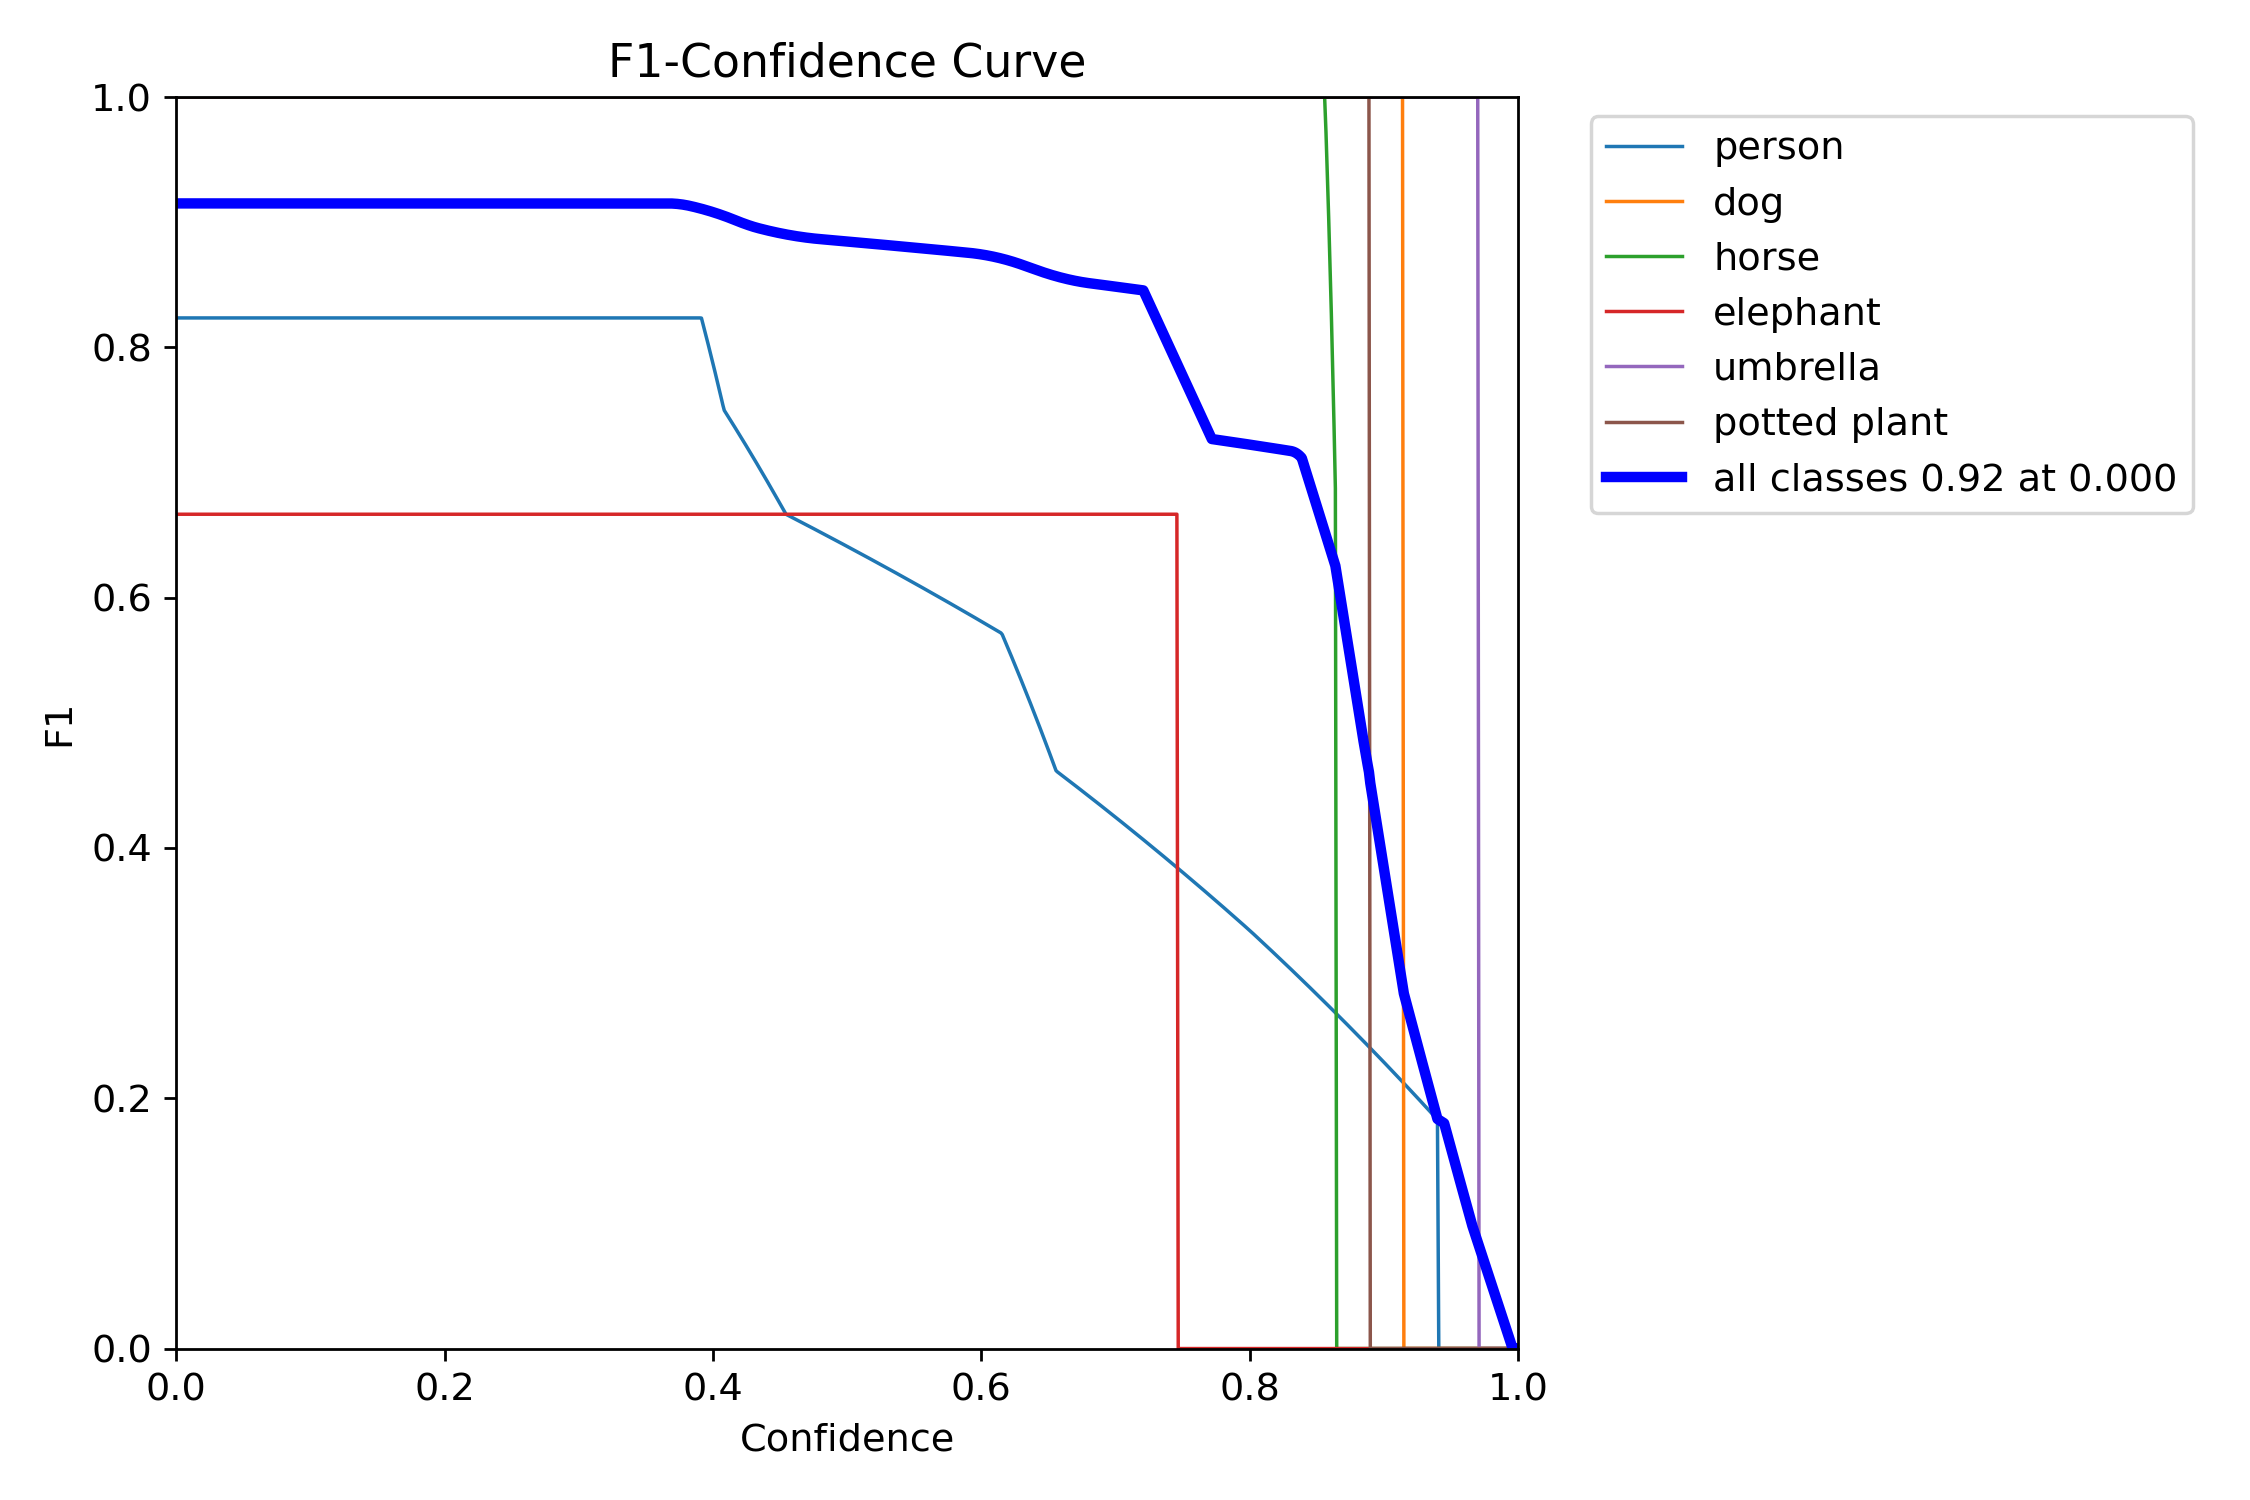 F1-Confidence Curve
1.0
0.8
0.6
0.4
0.2
0.0
F1
0.0 0.2 0.4 0.6 0.8 1.0
Confidence
person
dog
horse
elephant
umbrella
potted plant
all classes 0.92 at 0.000